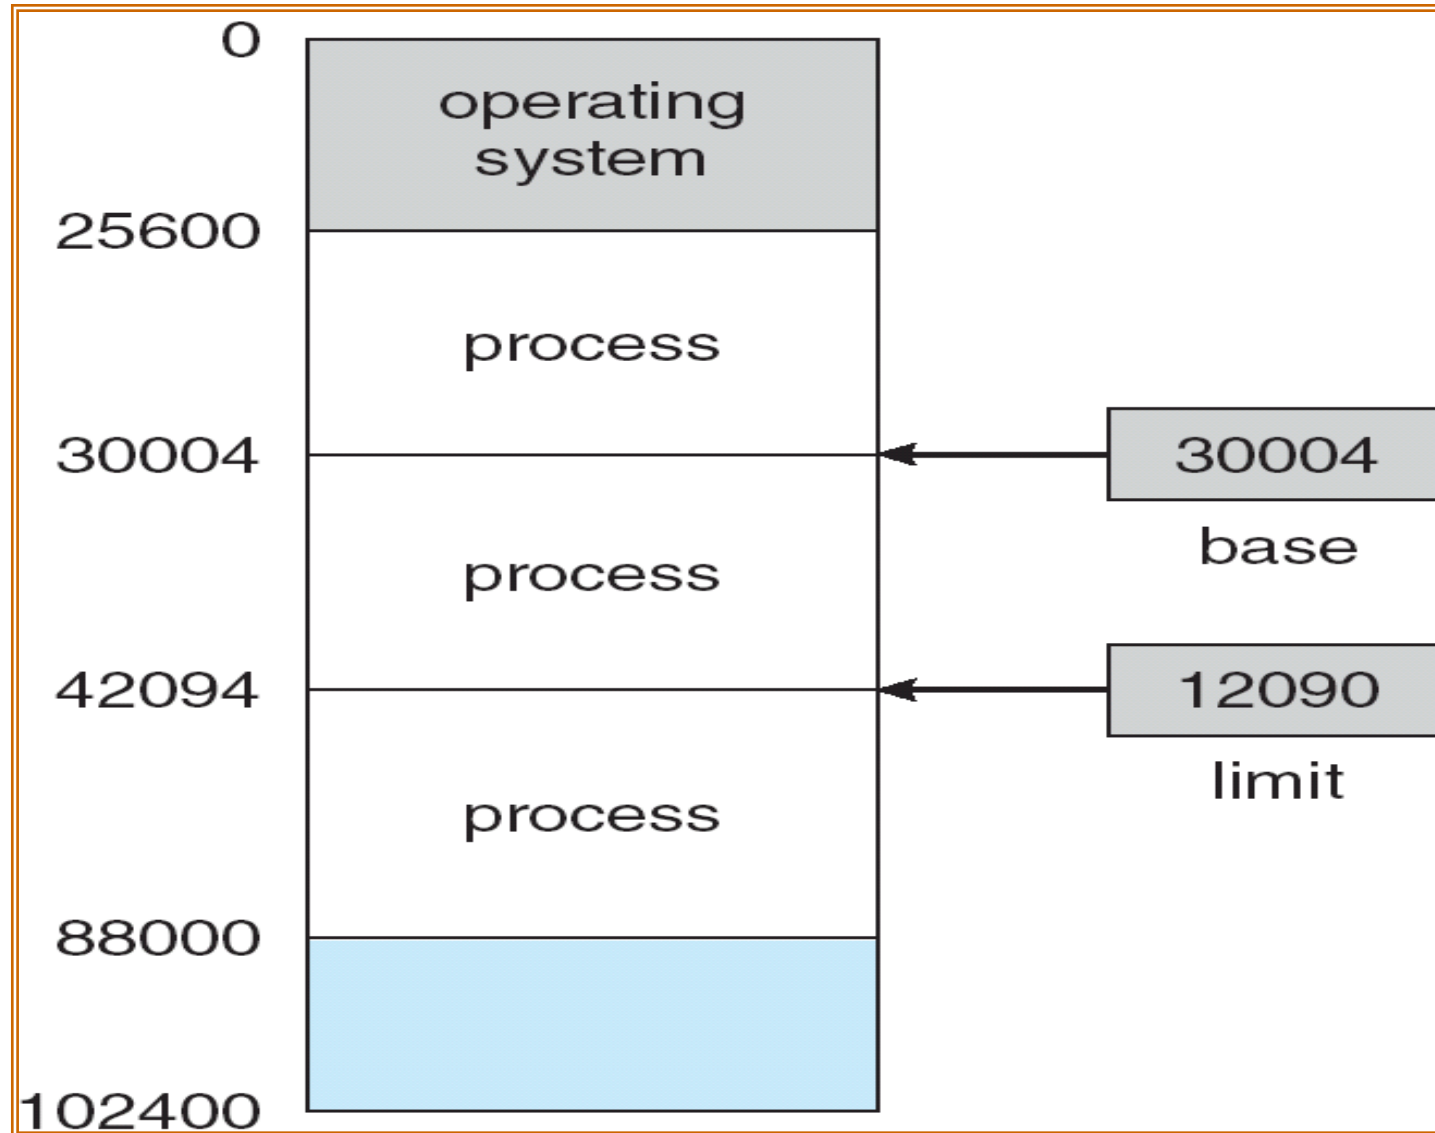 0
operating
system
25600
process
30004
30004
base
process
42094
12090
limit
process
88000
102400